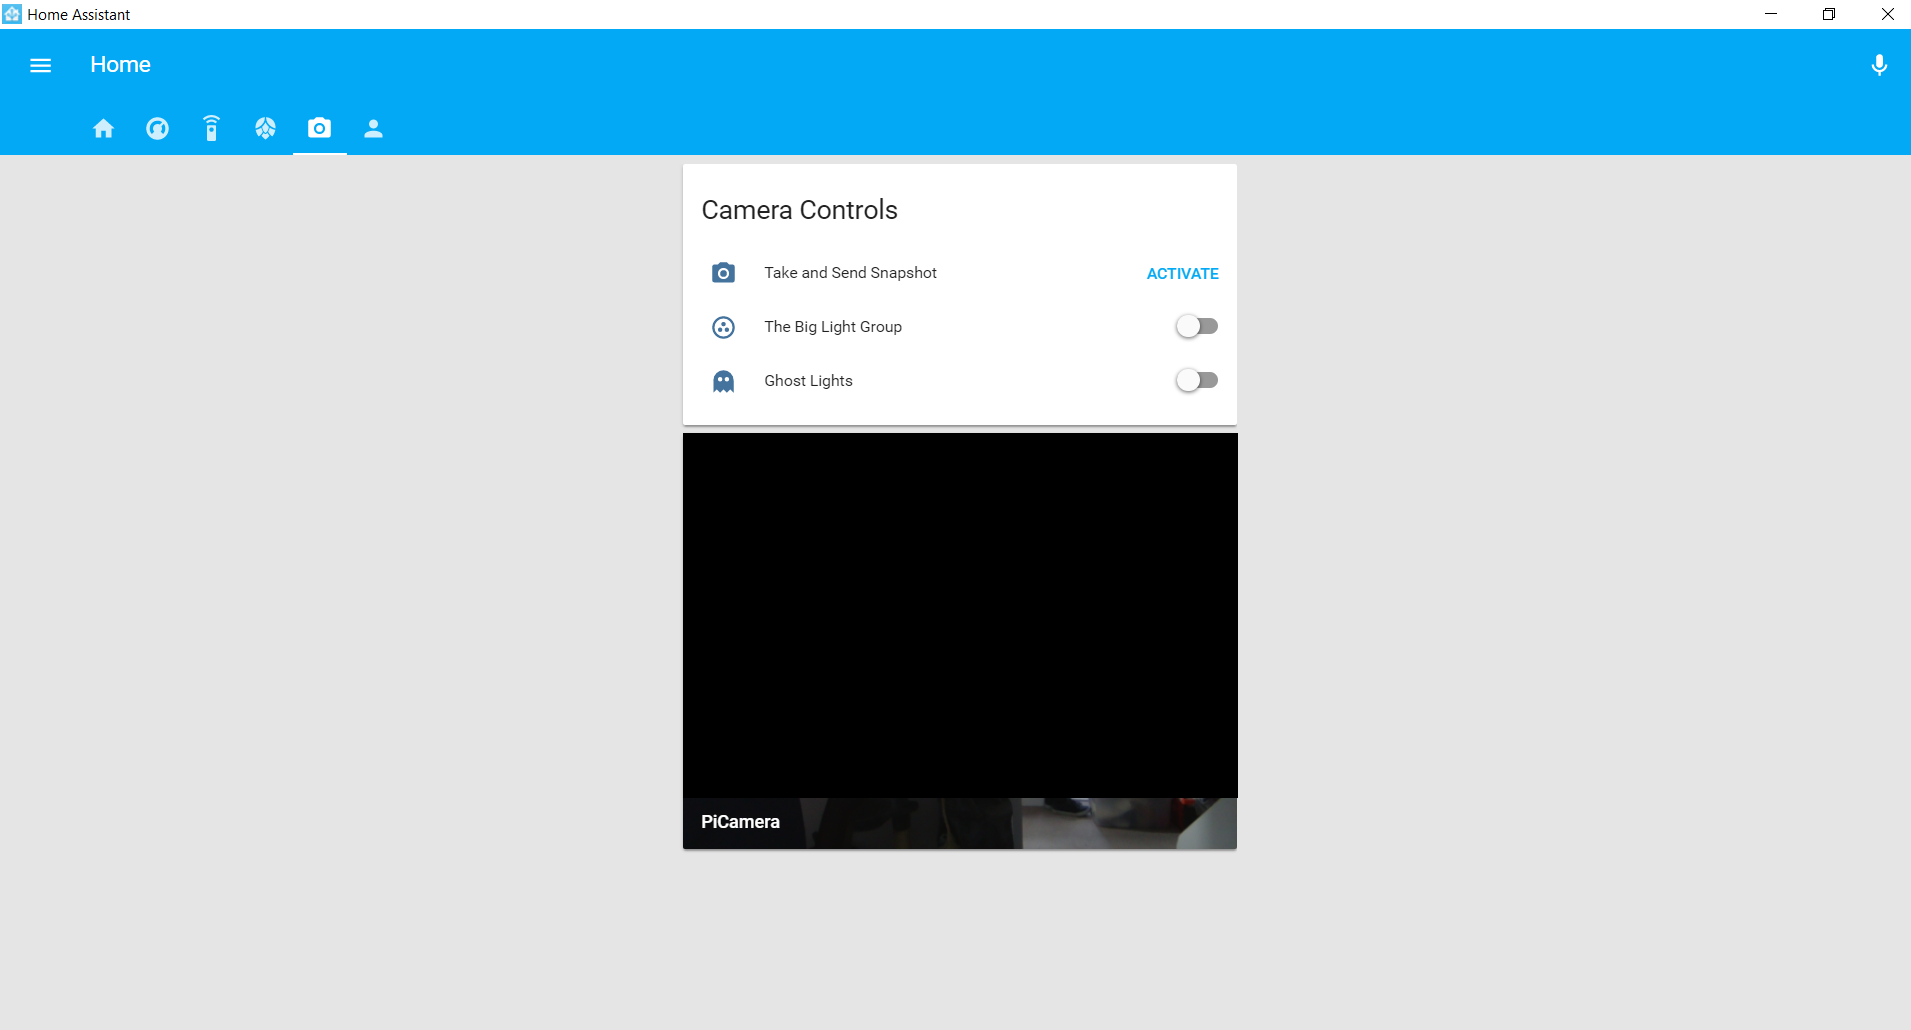 Home Assistant
Home
Camera Controls
Take and Send Snapshot ACTIVATE
The Big Light Group
Ghost Lights
PiCamera